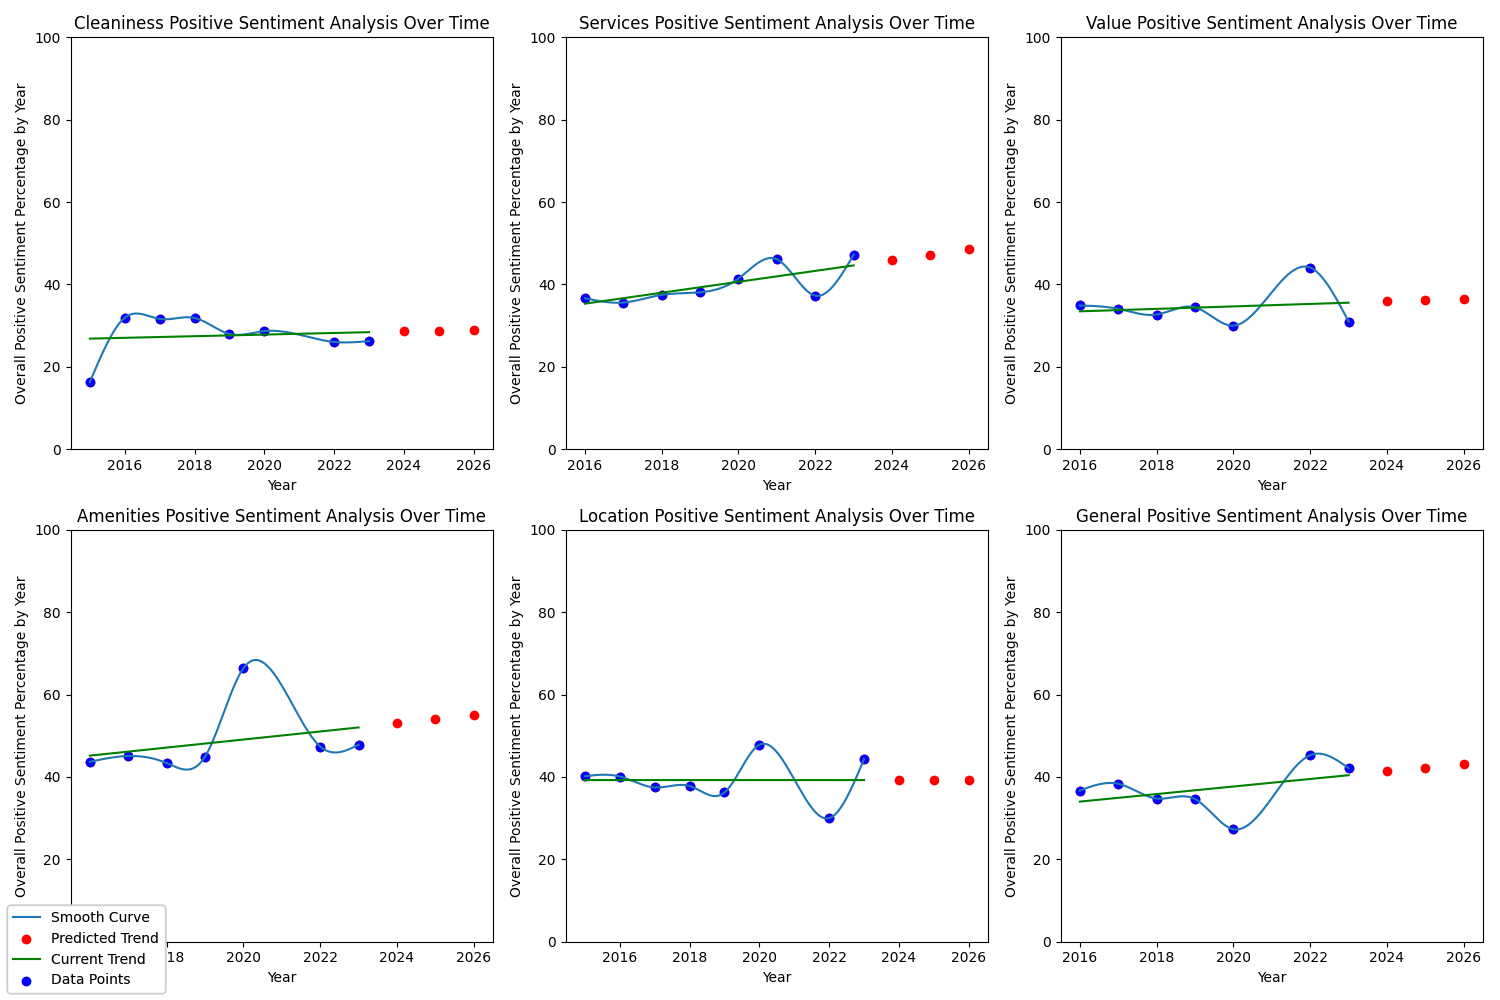 Cleaniness Positive Sentiment Analysis Over Time
Overall Positive Sentiment Percentage by Year
100
80
60
40
20
0
2016 2018 2020 2022 2024 2026
Year
Services Positive Sentiment Analysis Over Time
Overall Positive Sentiment Percentage by Year
100
80
60
40
20
0
2016 2018 2020 2022 2024 2026
Year
Value Positive Sentiment Analysis Over Time
Overall Positive Sentiment Percentage by Year
100
80
60
40
20
0
2016 2018 2020 2022 2024 2026
Year
Amenities Positive Sentiment Analysis Over Time
Overall Positive Sentiment Percentage by Year
100
80
60
40
20
18 2020 2022 2024 2026
Year
Smooth Curve
Predicted Trend
Current Trend
Data Points
Location Positive Sentiment Analysis Over Time
Overall Positive Sentiment Percentage by Year
100
80
60
40
20
0
2016 2018 2020 2022 2024 2026
Year
General Positive Sentiment Analysis Over Time
Overall Positive Sentiment Percentage by Year
100
80
60
40
20
0
2016 2018 2020 2022 2024 2026
Year